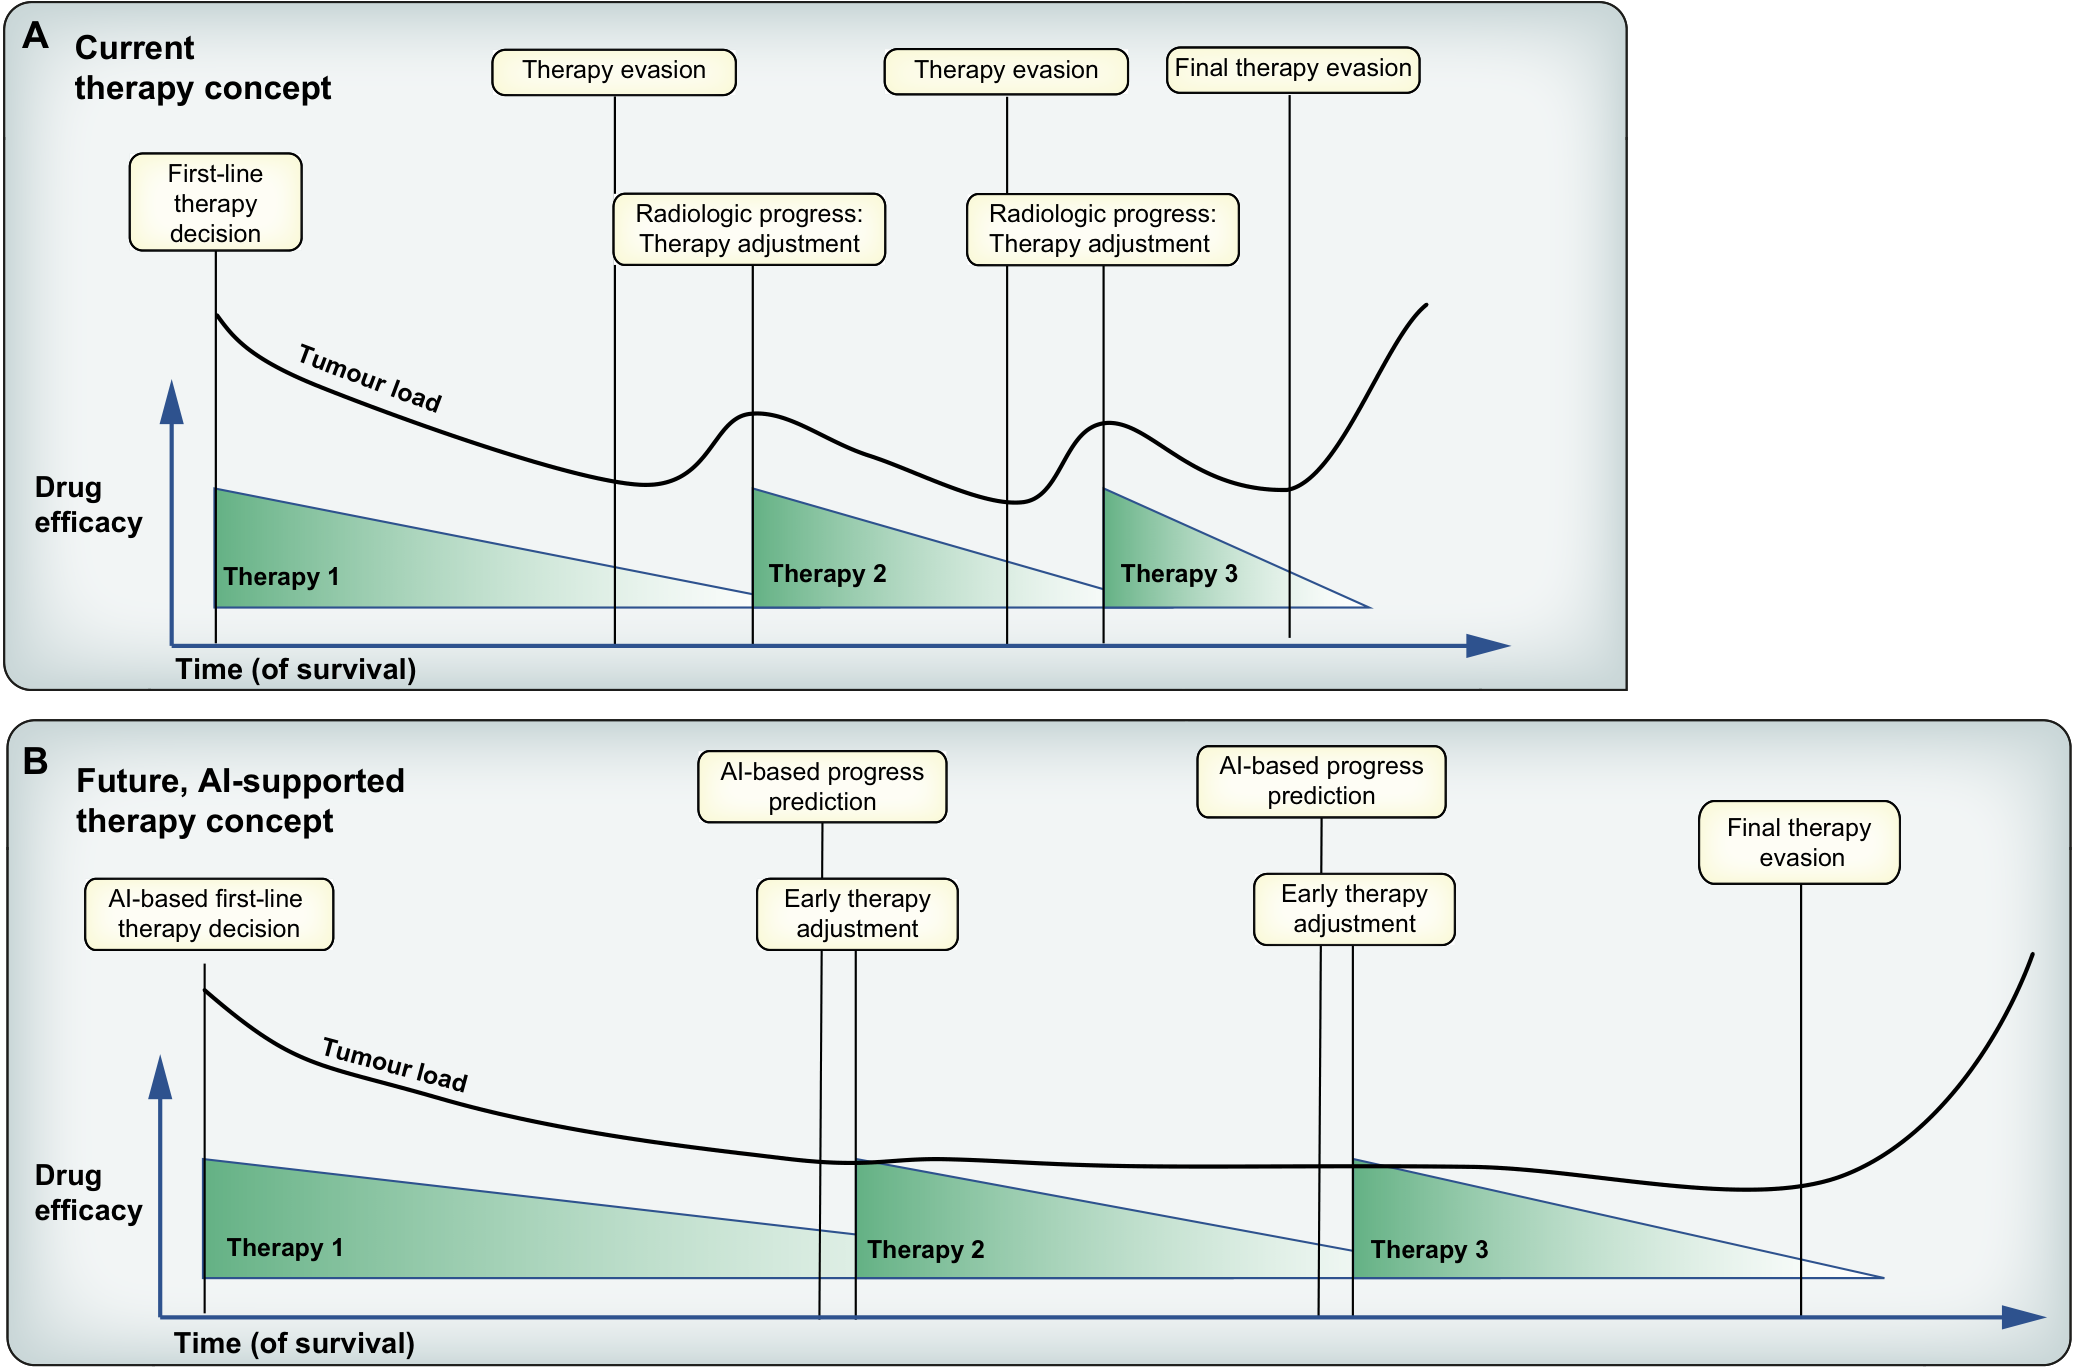 A
Current
therapy concept
Therapy evasion
Therapy evasion
Final therapy evasion
First-line
therapy
decision
Radiologic progress:
Therapy adjustment
Radiologic progress:
Therapy adjustment
Tumour load
Drug
efficacy
Therapy 1
Therapy 2
Therapy 3
Time (of survival)
B
Future, AI-supported
therapy concept
AI-based progress
prediction
AI-based progress
prediction
Final therapy
evasion
AI-based first-line
therapy decision
Early therapy
adjustment
Early therapy
adjustment
Tumour load
Drug
efficacy
Therapy 1
Therapy 2
Therapy 3
Time (of survival)